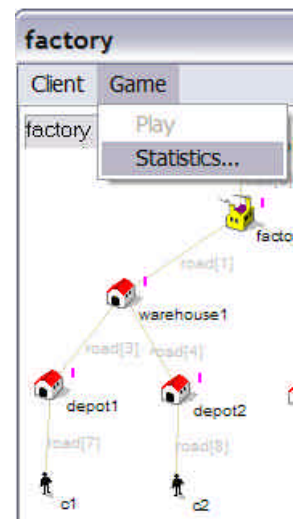 factory
Client Game
factory Play
Statistics...
facto
road[1]
warehouse1
road[3] road[4]
depot1 depot2
road[7] road[8]
c1 c2